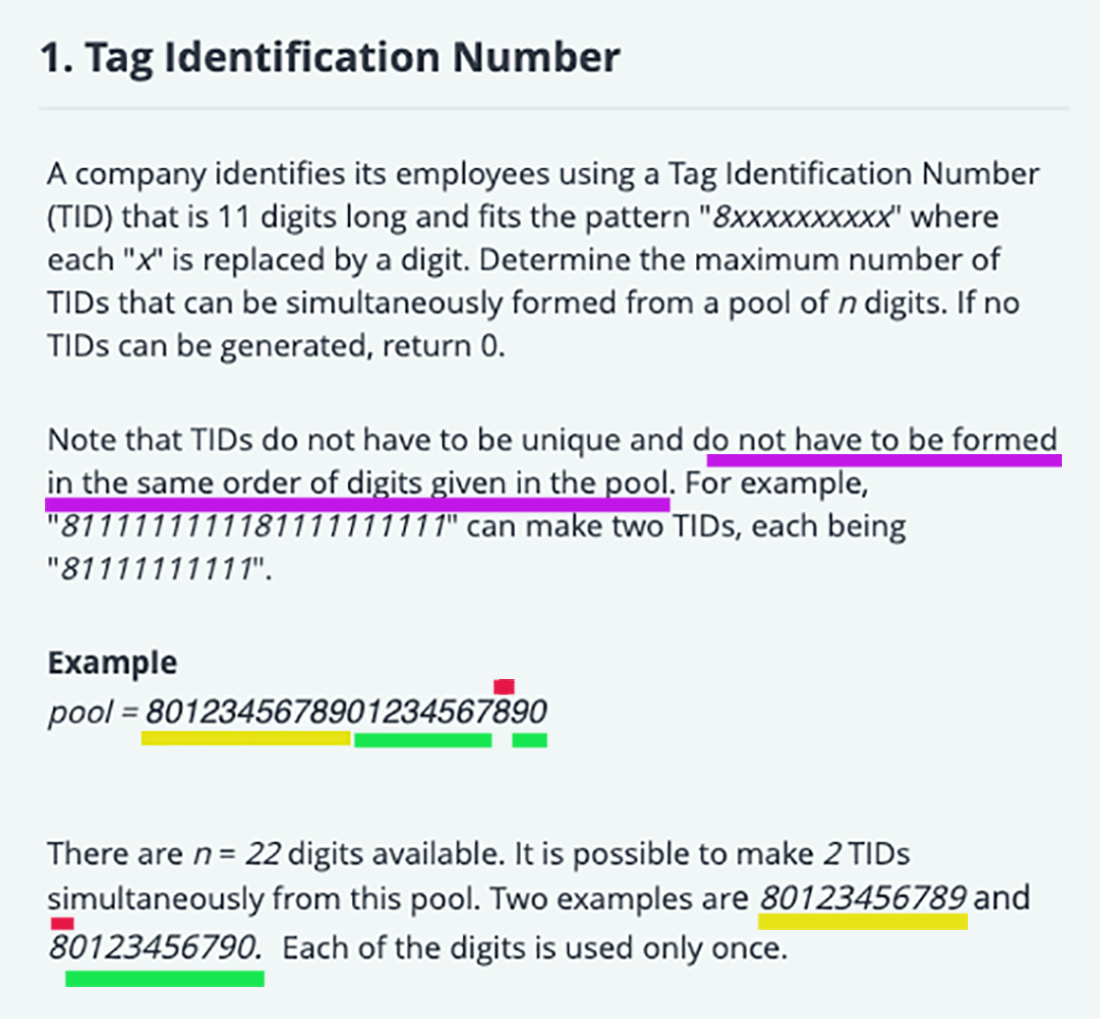 1. Tag Identification Number
A company identifies its employees using a Tag Identification Number
(TID) that is 11 digits long and fits the pattern "8xxxxxxxxxx" where
each "x" is replaced by a digit. Determine the maximum number of
TIDs that can be simultaneously formed from a pool of n digits. If no
TIDs can be generated, return 0.
Note that TIDs do not have to be unique and do not have to be formed
in the same order of digits given in the pool. For example,
"8111111111181111111111" can make two TIDs, each being
"81111111111".
Example
pool = 8012345678901234567890
There are n = 22 digits available. It is possible to make 2 TIDs
simultaneously from this pool. Two examples are 80123456789 and
80123456790. Each of the digits is used only once.